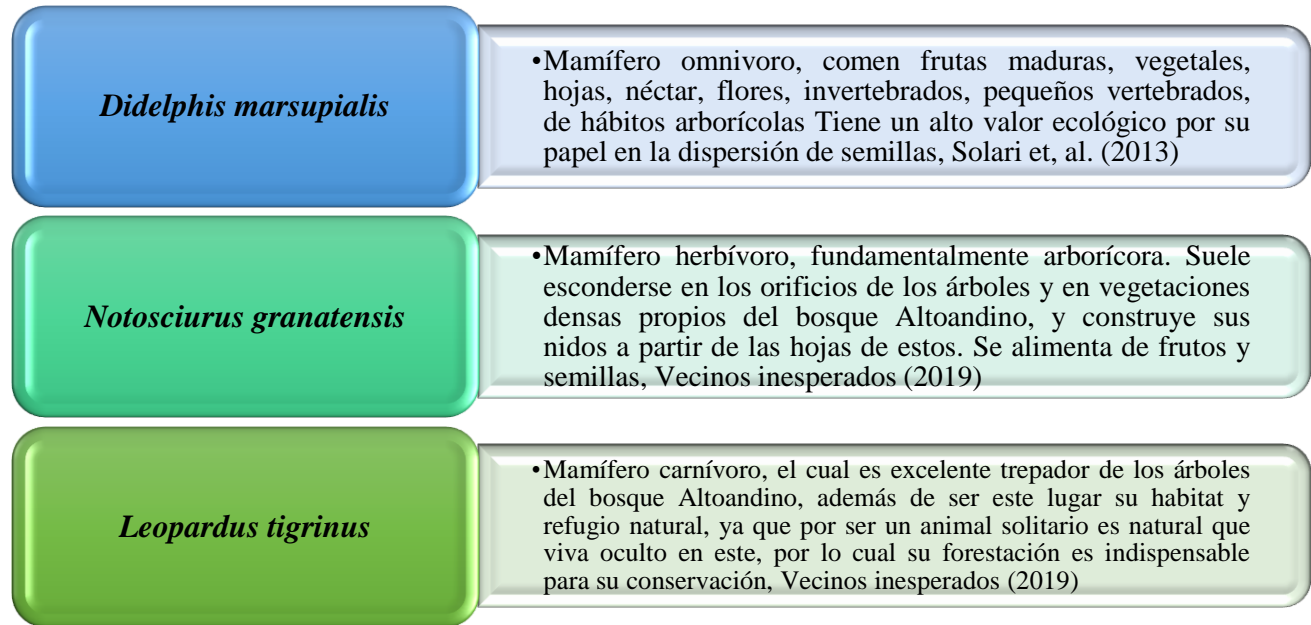 Didelphis marsupialis
•Mamífero omnivoro, comen frutas maduras, vegetales,
hojas, néctar, flores, invertebrados, pequeños vertebrados,
de hábitos arborícolas Tiene un alto valor ecológico por su
papel en la dispersión de semillas, Solari et, al. (2013)
Notosciurus granatensis
•Mamífero herbívoro, fundamentalmente arborícora. Suele
esconderse en los orificios de los árboles y en vegetaciones
densas propios del bosque Altoandino, y construye sus
nidos a partir de las hojas de estos. Se alimenta de frutos y
semillas, Vecinos inesperados (2019)
Leopardus tigrinus
•Mamífero carnívoro, el cual es excelente trepador de los árboles
del bosque Altoandino, además de ser este lugar su habitat y
refugio natural, ya que por ser un animal solitario es natural que
viva oculto en este, por lo cual su forestación es indispensable
para su conservación, Vecinos inesperados (2019)